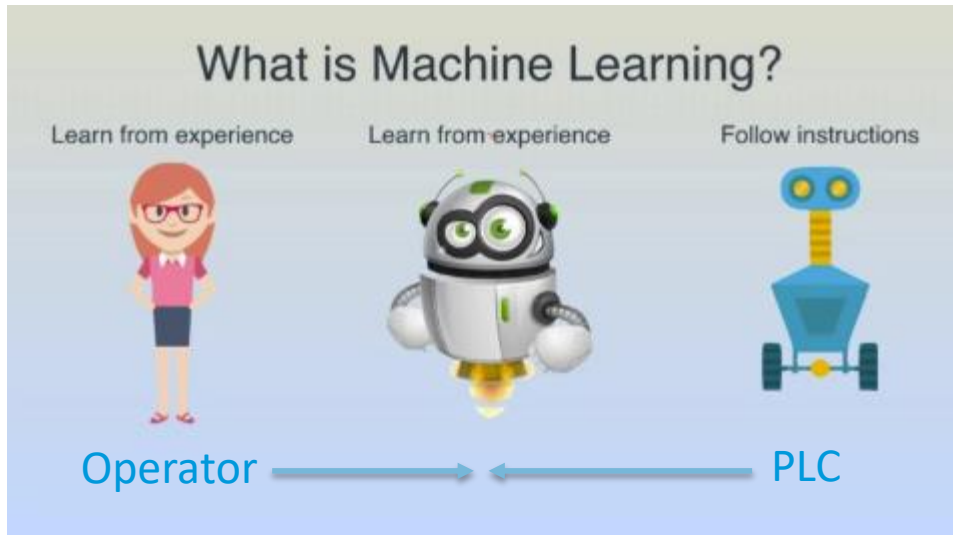 What is Machine Learning?
Learn from experience
Learn from experience
Follow instructions
Operator
PLC